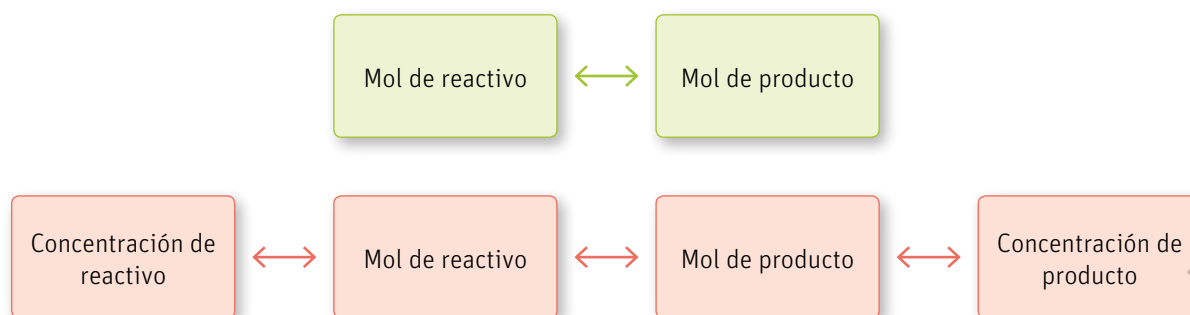 Mol de reactivo
Mol de producto
Concentración de
reactivo
Mol de reactivo
Mol de producto
Concentración de
producto